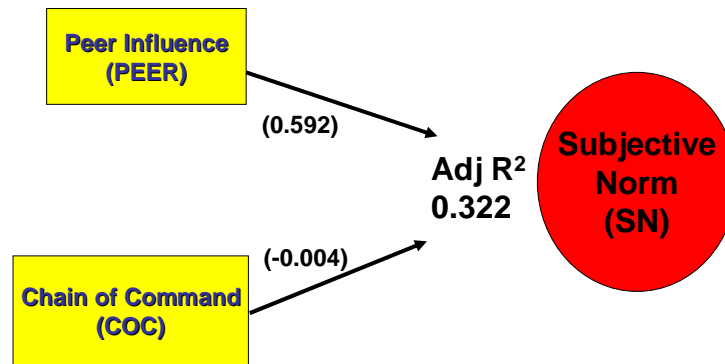 Peer Influence
(PEER)
(0.592)
Adj R²
0.322
Subjective
Norm
(SN)
(-0.004)
Chain of Command
(COC)